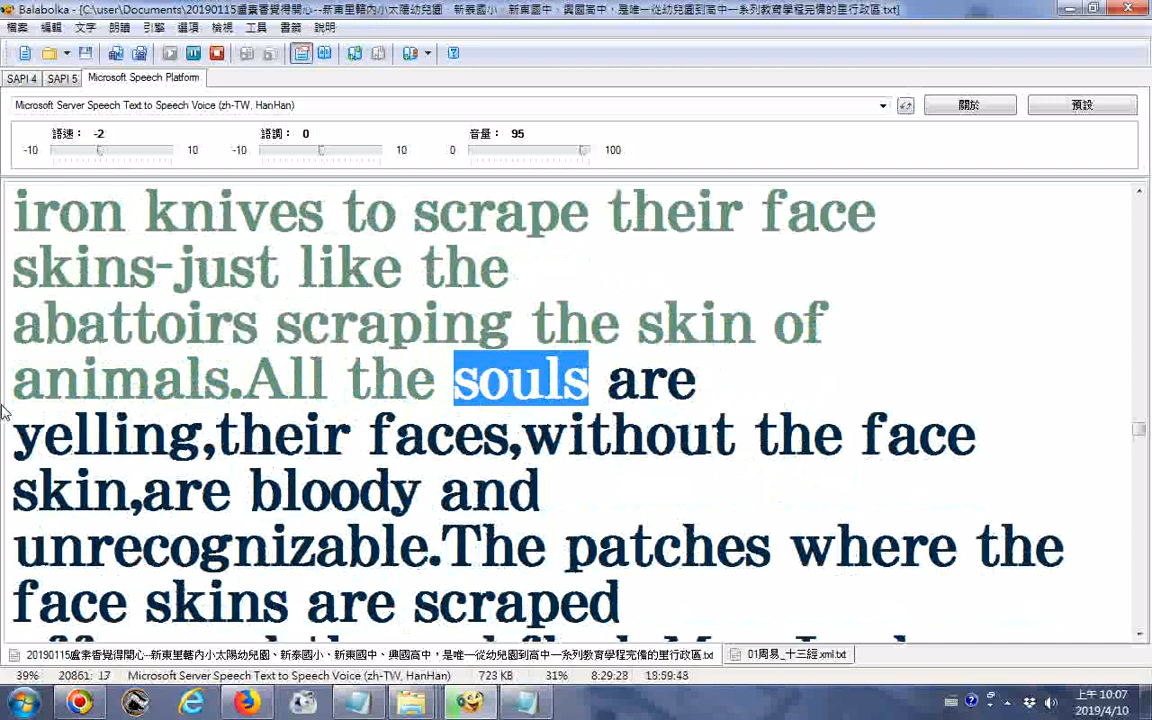 Balabolka - [C:\user\Documents\20190115盧素香覺得開心--新東里轄內小太陽幼兒園、新泰國小、新東國中、興國高中，是唯一從幼兒園到高中一系列教育學程完備的里行政區.txt]
檔案 編輯 文字 朗讀 引擎 選項 檢視 工具 書籤 說明
SAPI 4 SAPI 5 Microsoft Speech Platform
Microsoft Server Speech Text to Speech Voice (zh-TW, HanHan) 關於 預設
語速： -2 語調： 0 音量： 95
-10 10 -10 10 0 100
iron knives to scrape their face
skins-just like the
abattoirs scraping the skin of
animals.All the souls are
yelling,their faces,without the face
skin,are bloody and
unrecognizable.The patches where the
face skins are scraped
20190115盧素香覺得開心--新東里轄內小太陽幼兒園、新泰國小、新東國中、興國高中，是唯一從幼兒園到高中一系列教育學程完備的里行政區.txt 01周易_十三經.xml.txt
39% 20861: 17 Microsoft Server Speech Text to Speech Voice (zh-TW, HanHan) 723 KB 31% 8:29:28 18:59:48
上午 10:07
2019/4/10